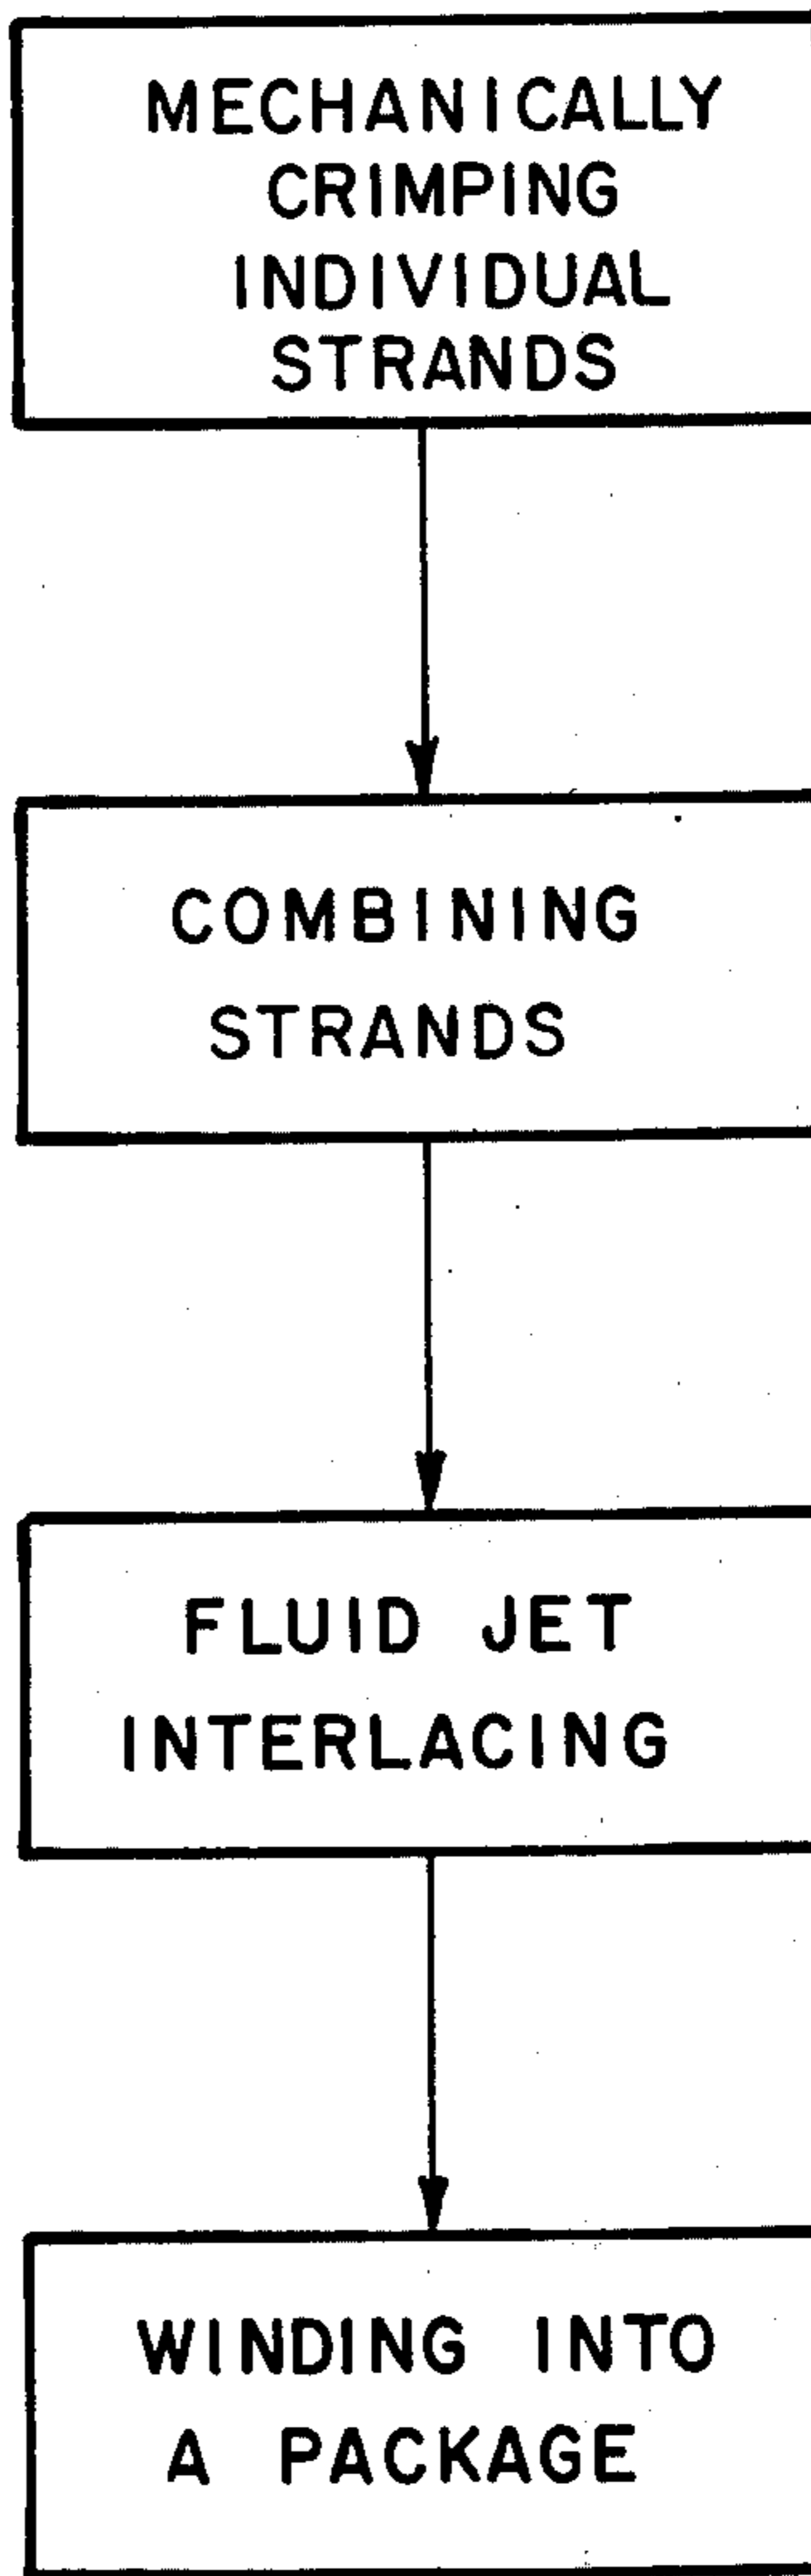 MECHANICALLY
CRIMPING
INDIVIDUAL
STRANDS
COMBINING
STRANDS
FLUID JET
INTERLACING
WINDING INTO
A PACKAGE